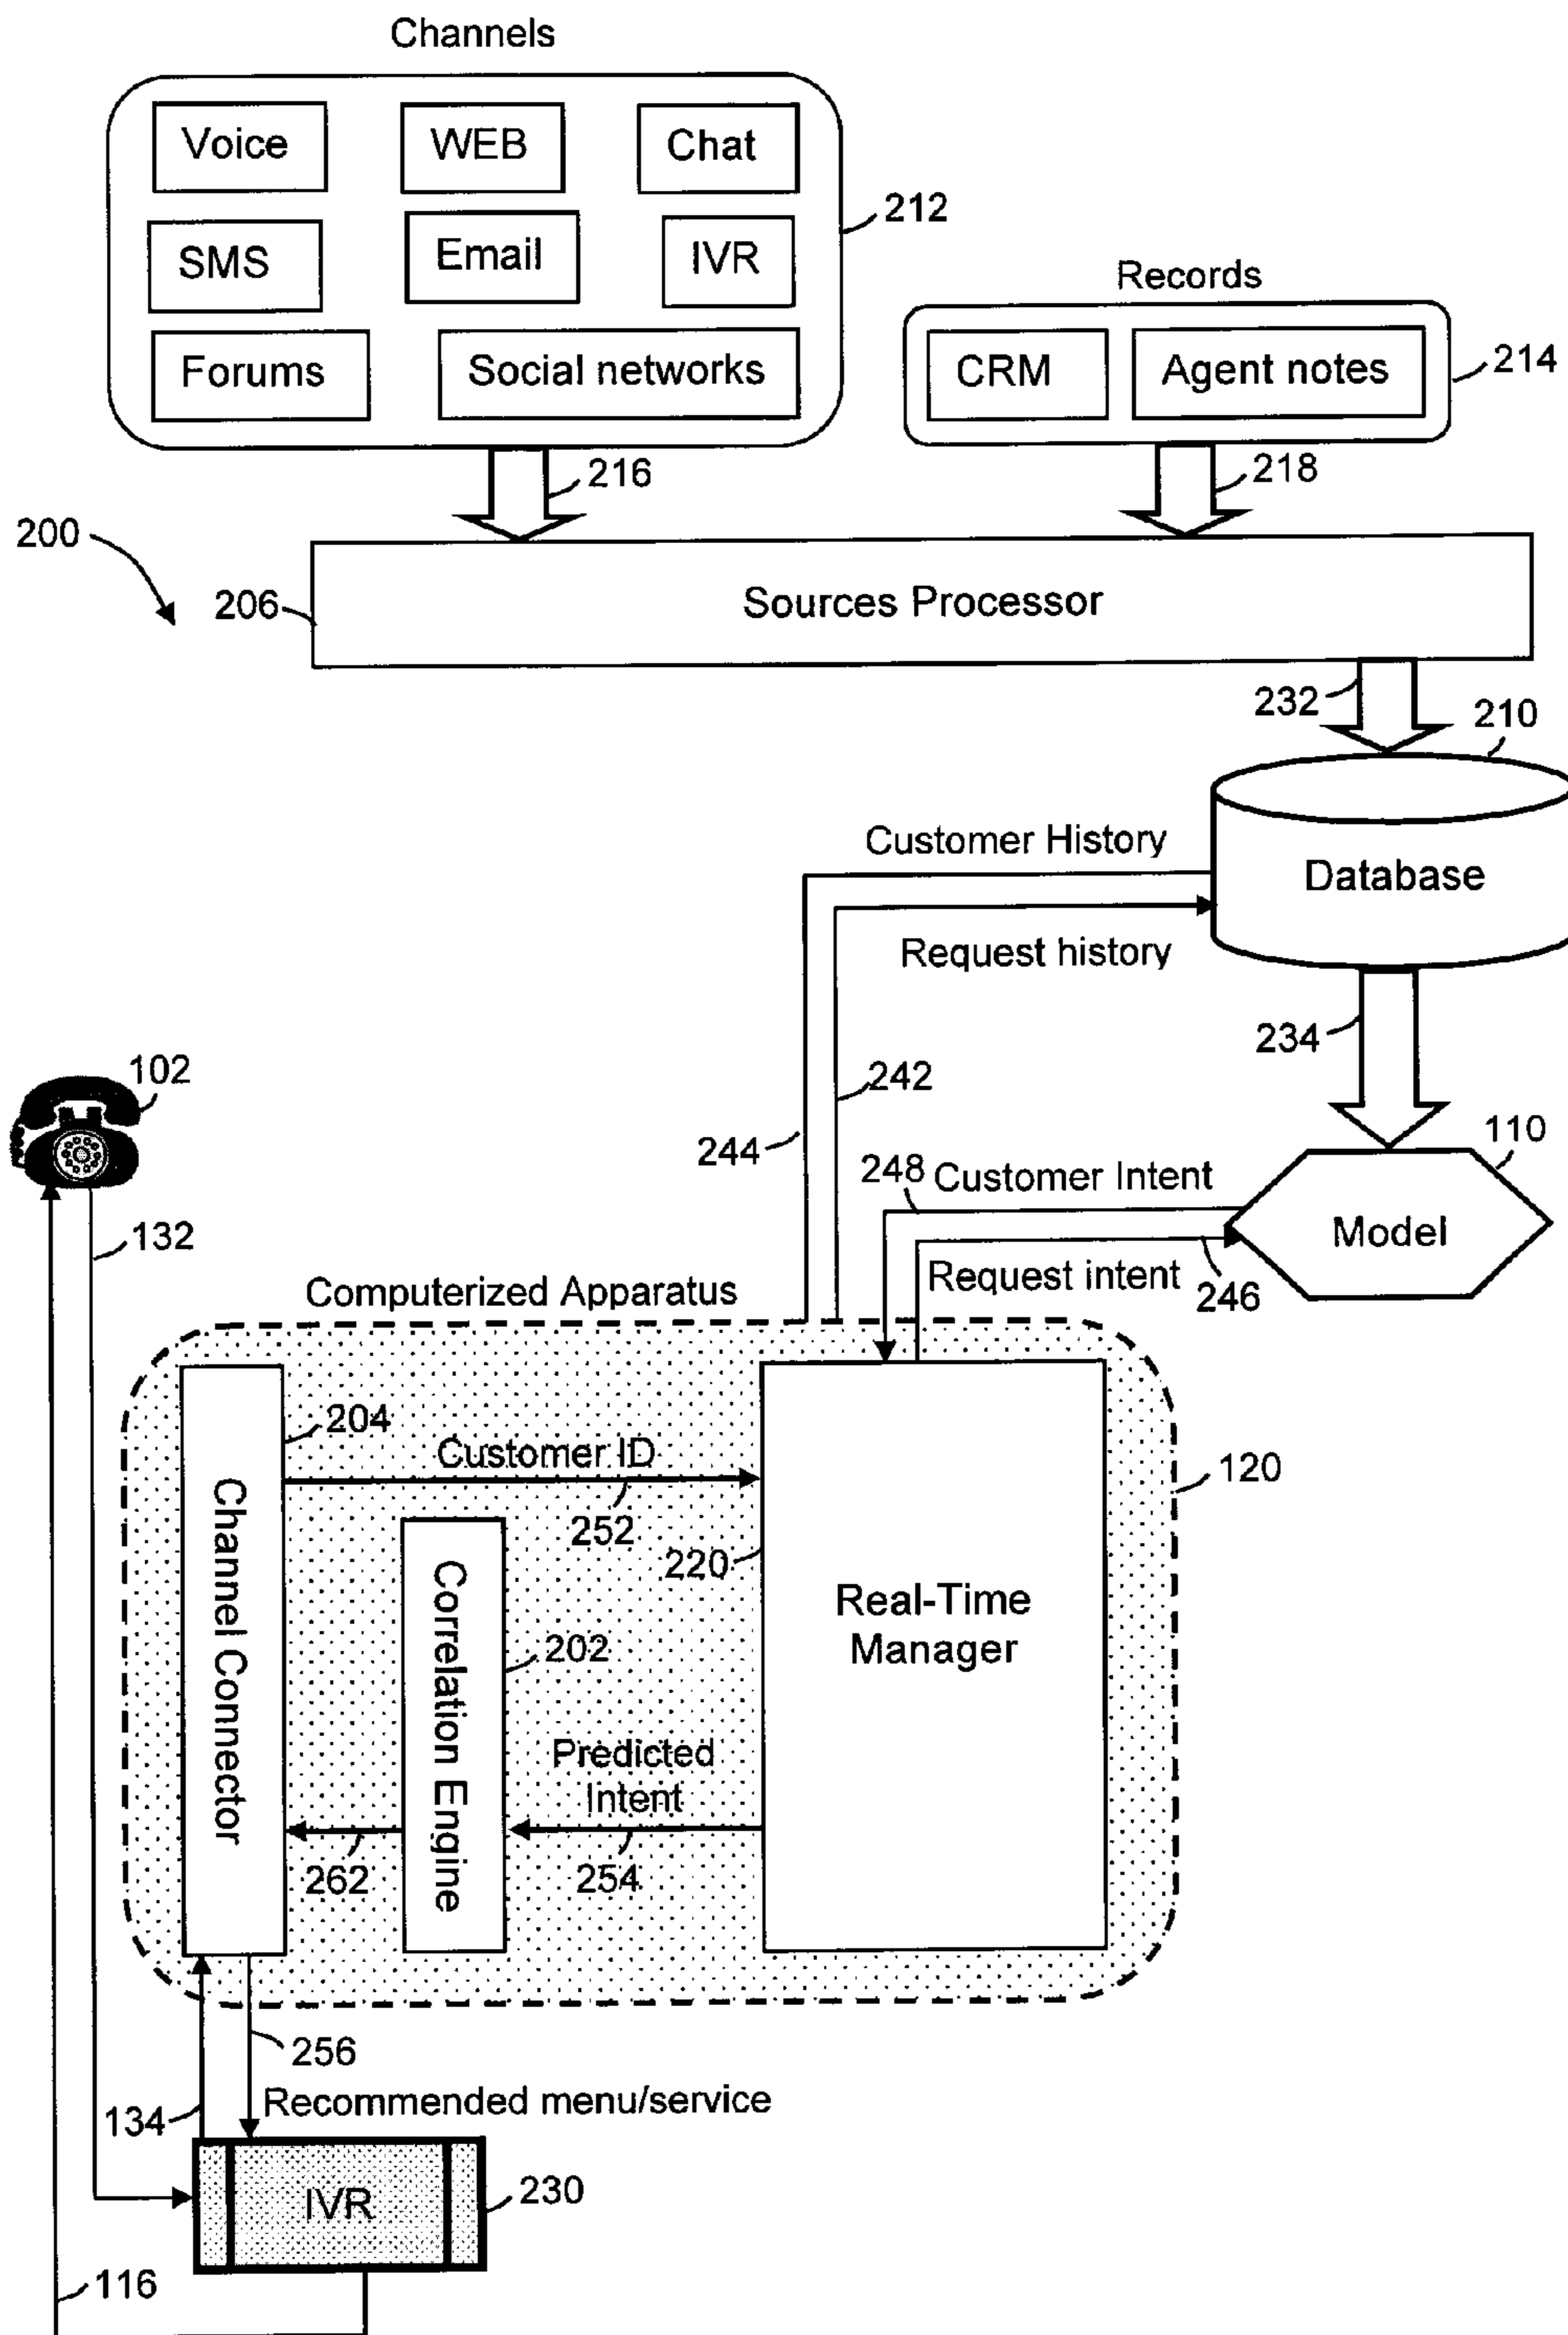 Channels
Voice
WEB
Chat
SMS
Email
IVR
212
Forums
Social networks
Records
CRM
Agent notes
214
216
218
200
206
Sources Processor
232
210
Customer History
Database
Request history
234
102
242
244
110
248
Customer Intent
Model
132
Request intent
246
Computerized Apparatus
204
Customer ID
120
252
220
Channel Connector
Correlation Engine
202
Real-Time
Manager
Predicted
Intent
262
254
256
134
Recommended menu/service
IVR
230
116